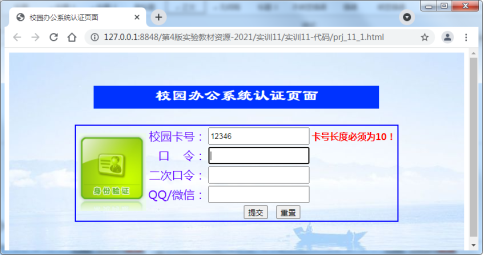 校园办公系统认证页面
127.0.0.1:8848/第4版实验教材资源-2021/实训11/实训11-代码/prj_11_1.html
校园办公系统认证页面
校园卡号： 12346 卡号长度必须为10！
口 令：
二次口令：
QQ/微信：
身份验证
提交 重置